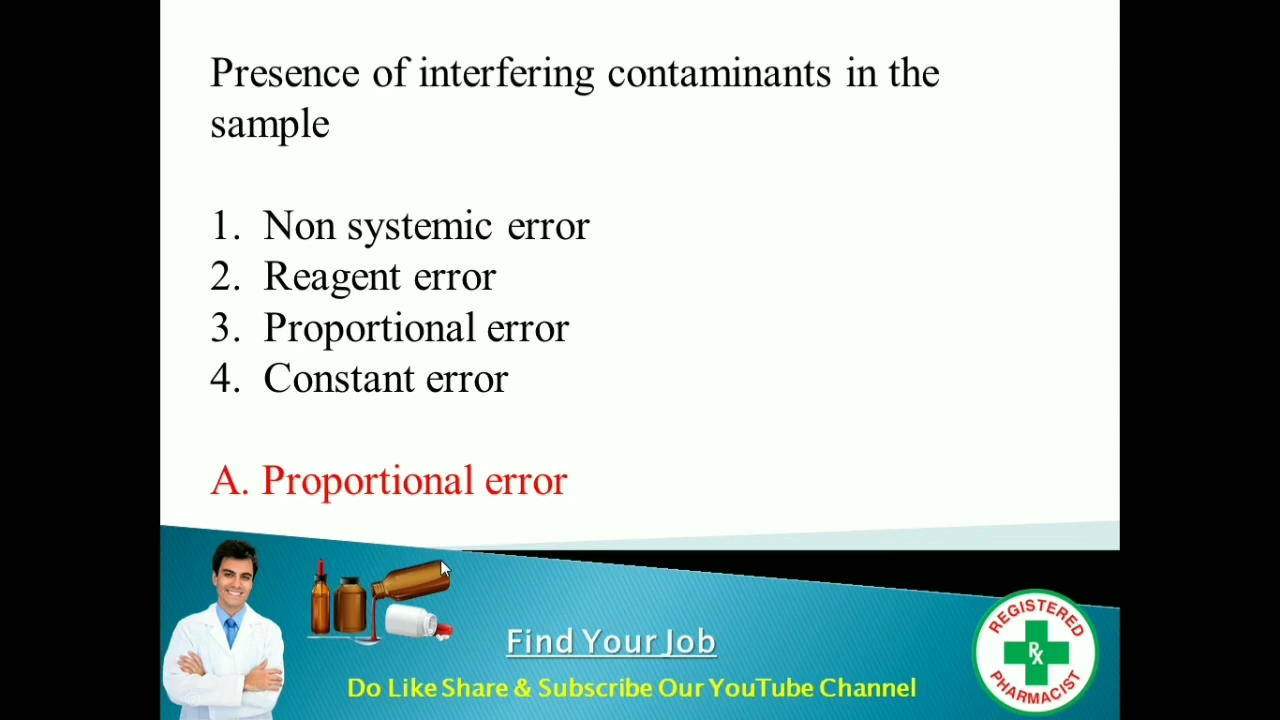 Presence of interfering contaminants in the
sample
1. Non systemic error
2. Reagent error
3. Proportional error
4. Constant error
A. Proportional error
Find Your Job
Do Like Share & Subscribe Our YouTube Channel
REGISTERED
Rx
PHARMACIST